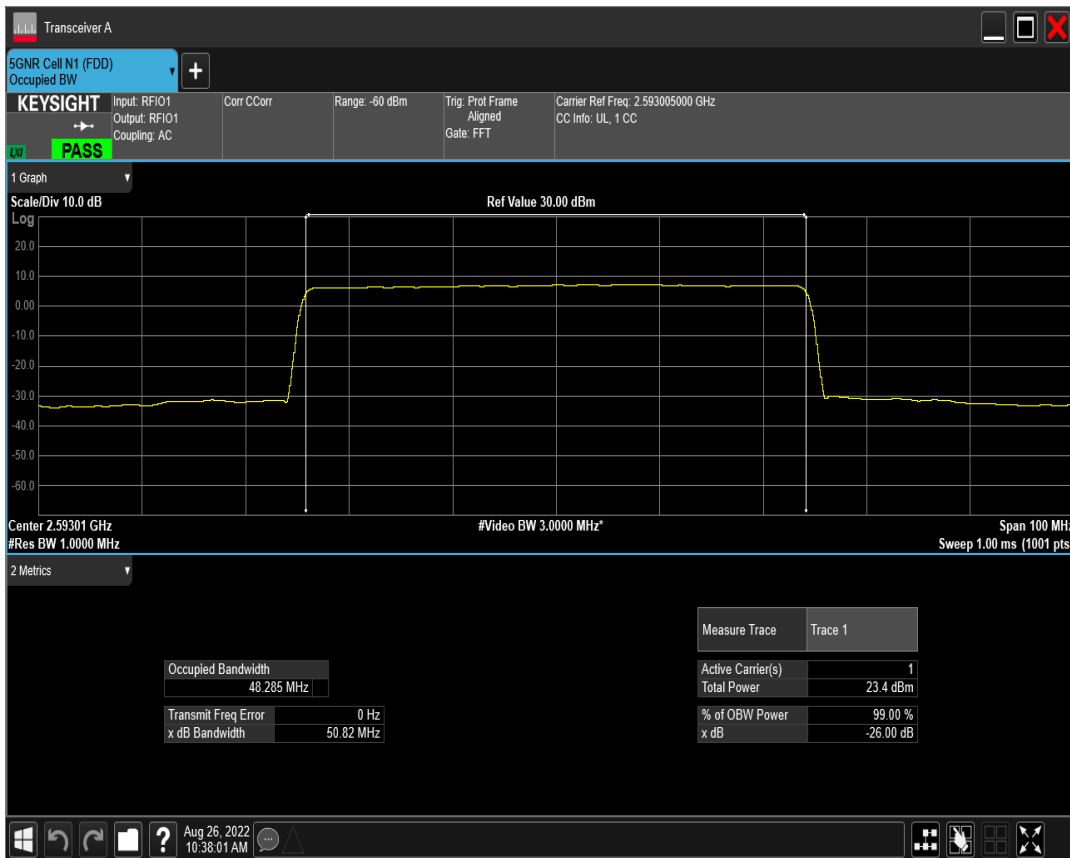 Transceiver A
5GNR Cell N1 (FDD)
Occupied BW
+
KEYSIGHT
LXI
PASS
Input: RFIO1
Output: RFIO1
Coupling: AC
Corr CCorr
Range: -60 dBm
Trig: Prot Frame
Aligned
Gate: FFT
Carrier Ref Freq: 2.593005000 GHz
CC Info: UL, 1 CC
1 Graph
Scale/Div 10.0 dB
Ref Value 30.00 dBm
Log
20.0
10.0
0.00
-10.0
-20.0
-30.0
-40.0
-50.0
-60.0
Center 2.59301 GHz
#Video BW 3.0000 MHz*
Span 100 MHz
#Res BW 1.0000 MHz
Sweep 1.00 ms (1001 pts
2 Metrics
Measure Trace Trace 1
Occupied Bandwidth
48.285 MHz
Active Carrier(s) 1
Total Power 23.4 dBm
Transmit Freq Error 0 Hz
x dB Bandwidth 50.82 MHz
% of OBW Power 99.00 %
x dB -26.00 dB
?
Aug 26, 2022
10:38:01 AM